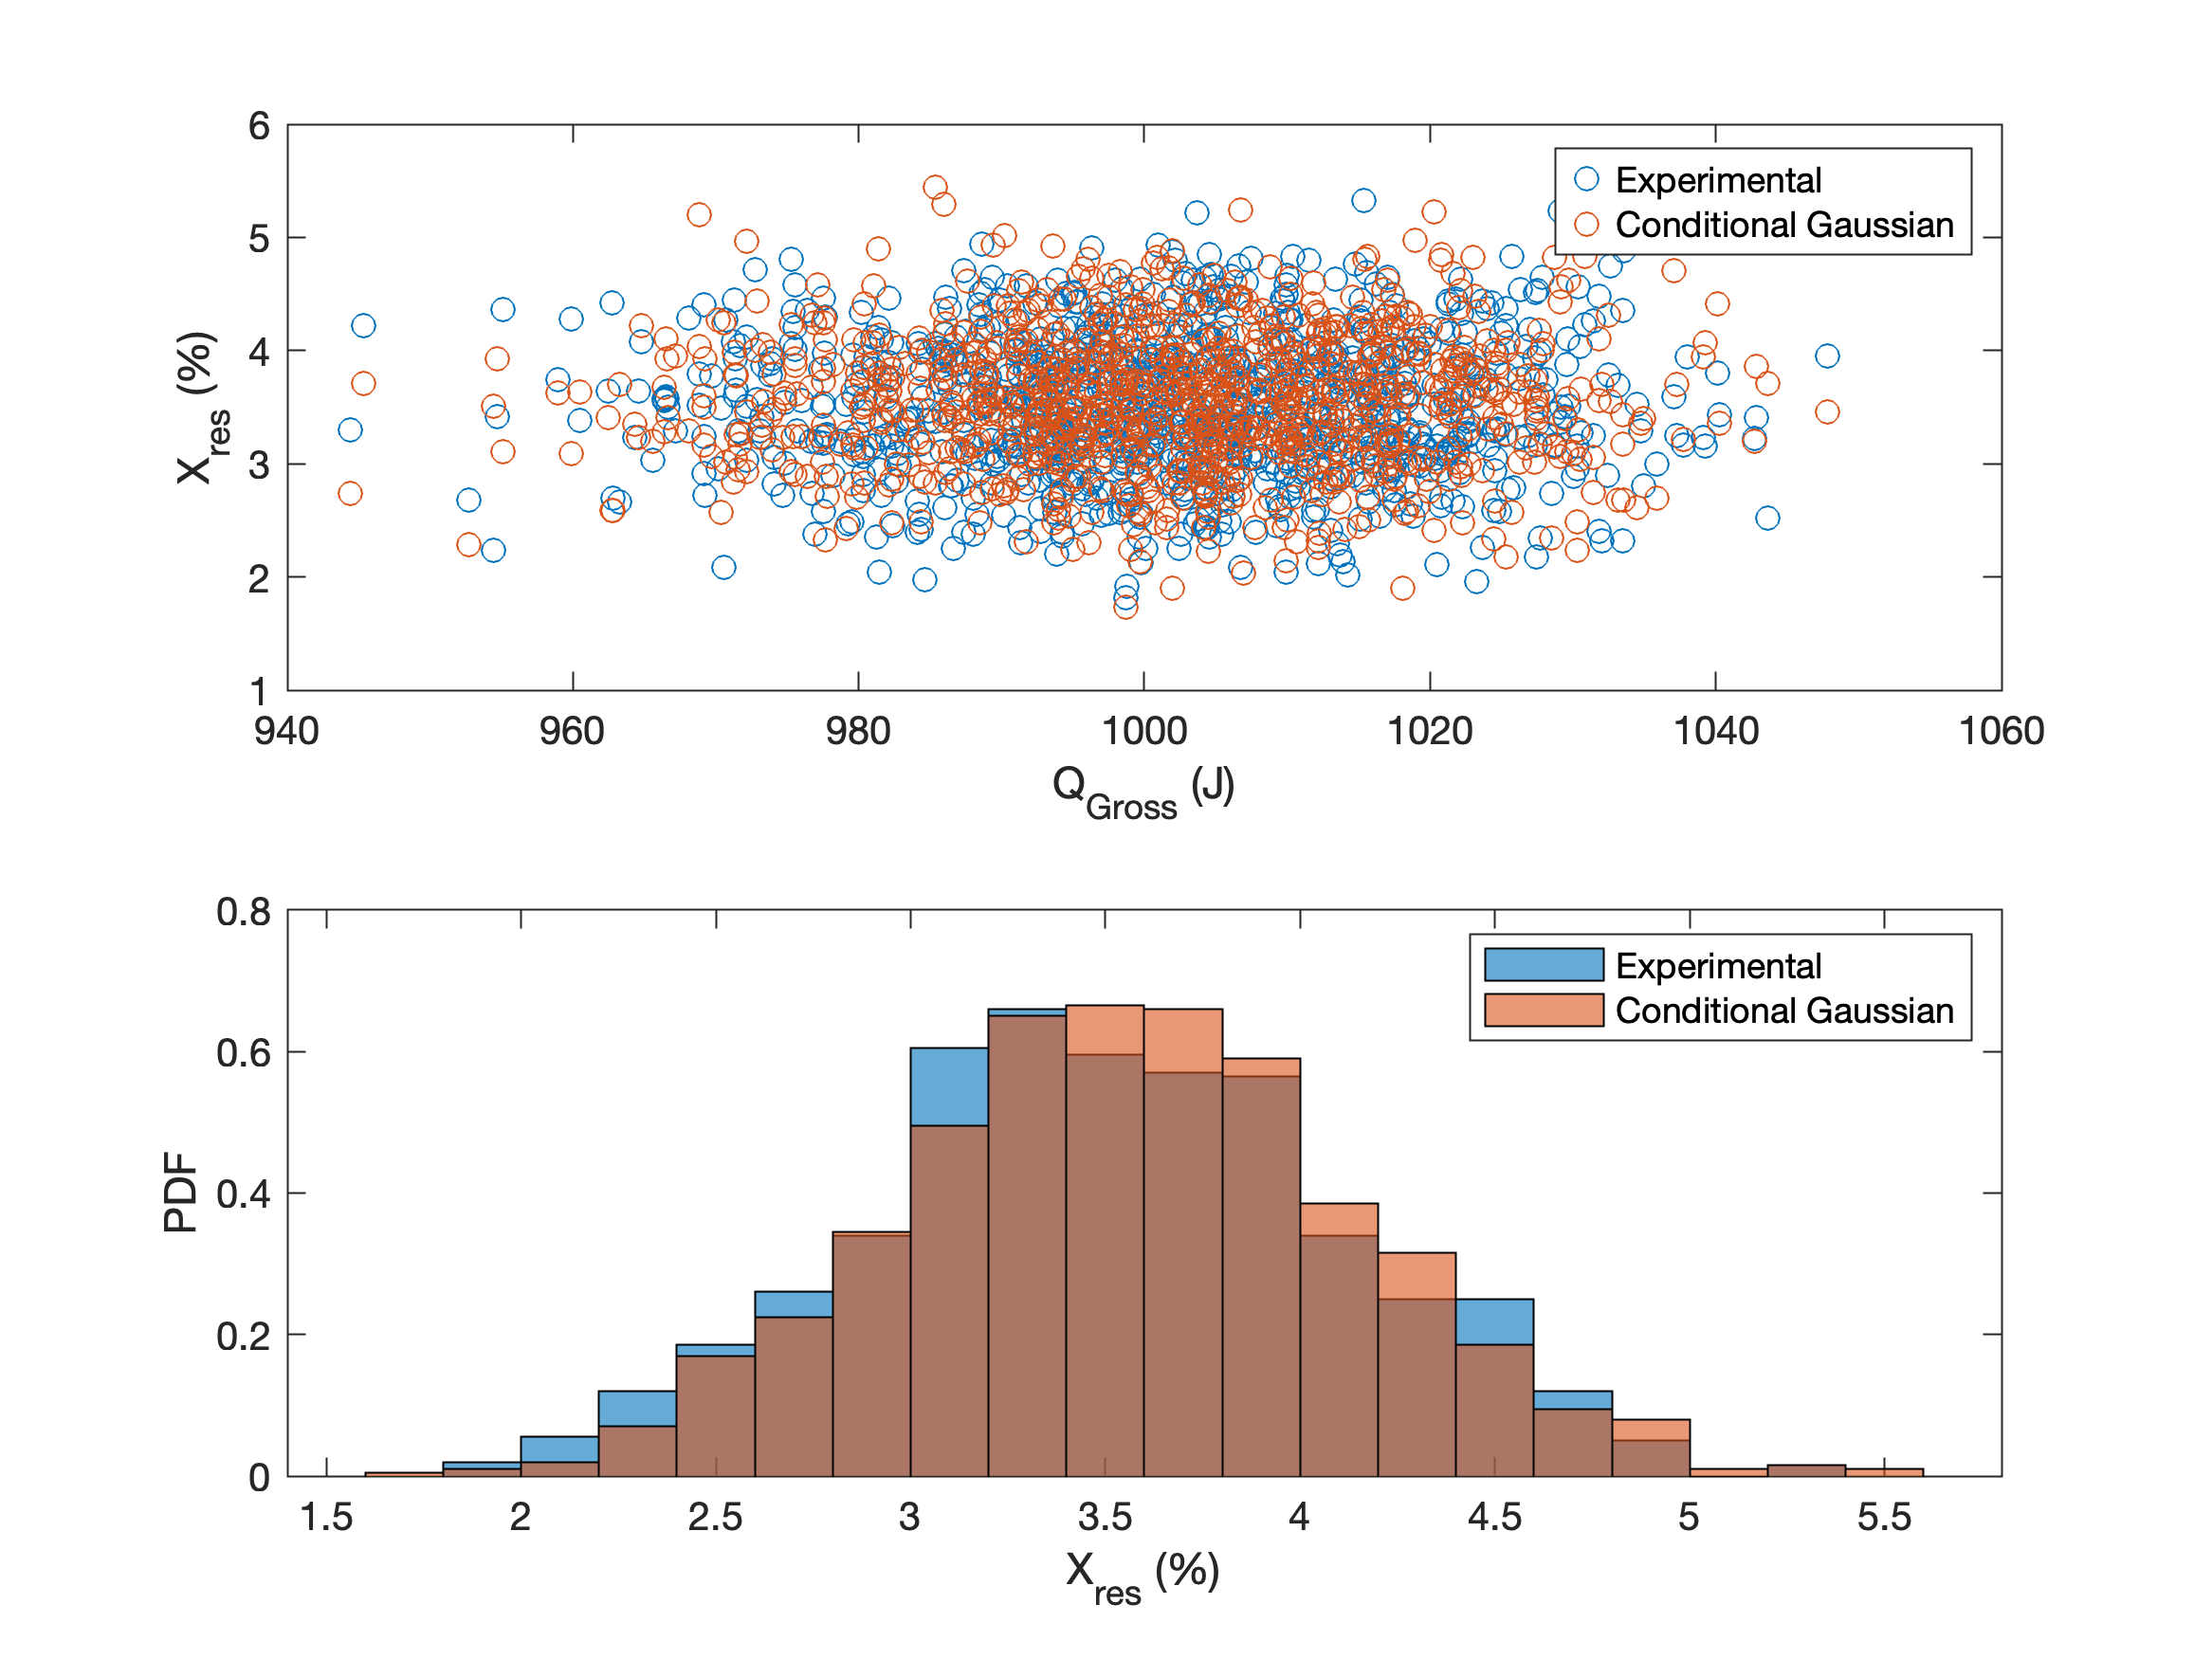 6
5
4
3
2
1
X_res (%)
Experimental
Conditional Gaussian
940 960 980 1000 1020 1040 1060
Q_Gross (J)
0.8
0.6
0.4
0.2
0
PDF
Experimental
Conditional Gaussian
1.5 2 2.5 3 3.5 4 4.5 5 5.5
X_res (%)